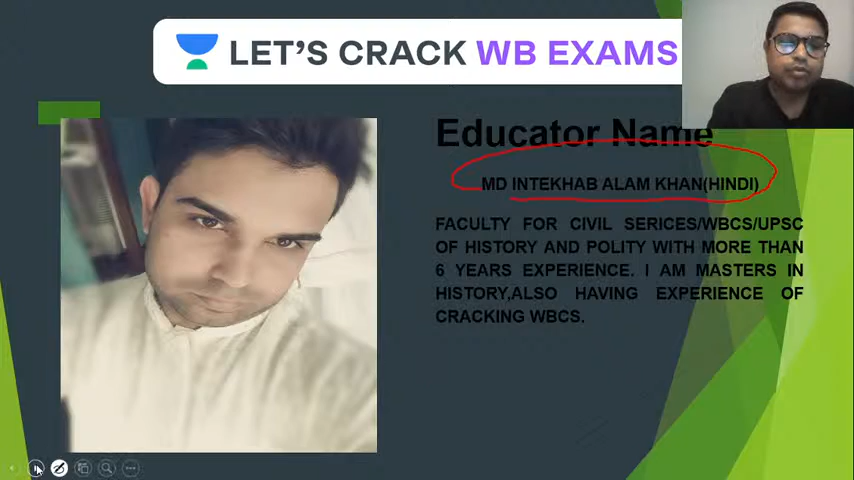 LET'S CRACK WB EXAMS
Educator Name
MD INTEKHAB ALAM KHAN(HINDI)
FACULTY FOR CIVIL SERICES/WBCS/UPSC
OF HISTORY AND POLITY WITH MORE THAN
6 YEARS EXPERIENCE. I AM MASTERS IN
HISTORY,ALSO HAVING EXPERIENCE OF
CRACKING WBCS.